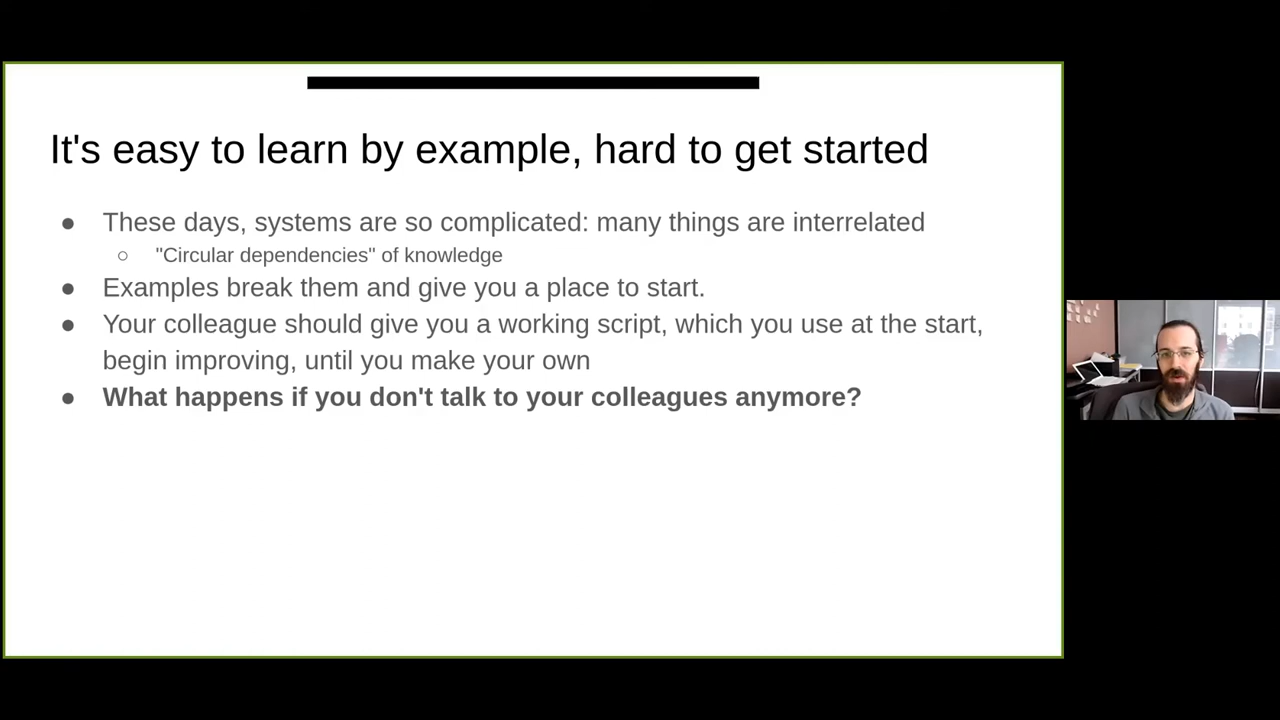 It's easy to learn by example, hard to get started
● These days, systems are so complicated: many things are interrelated
○ "Circular dependencies" of knowledge
● Examples break them and give you a place to start.
● Your colleague should give you a working script, which you use at the start,
begin improving, until you make your own
● What happens if you don't talk to your colleagues anymore?